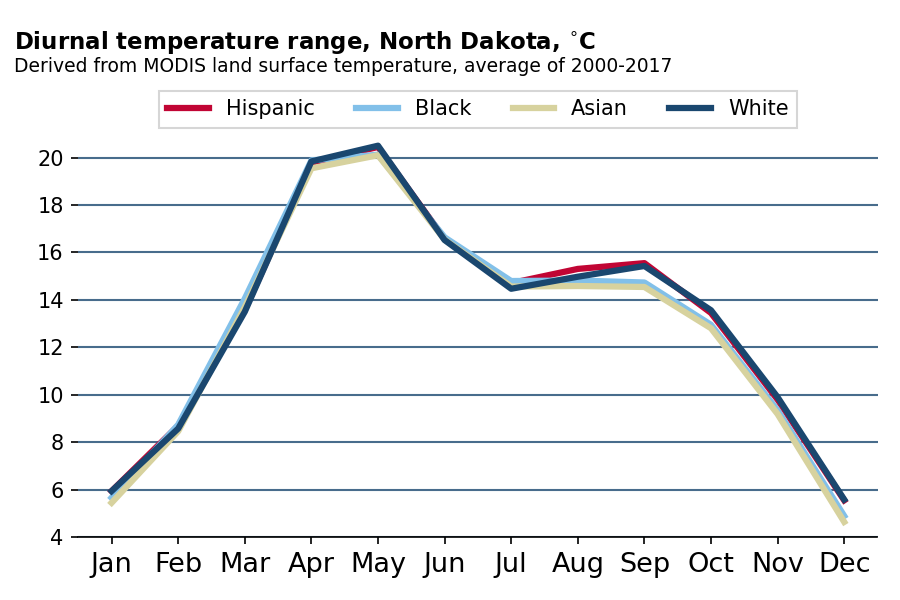 Diurnal temperature range, North Dakota, °C
Derived from MODIS land surface temperature, average of 2000-2017
Hispanic Black Asian White
20
18
16
14
12
10
8
6
4
Jan Feb Mar Apr May Jun Jul Aug Sep Oct Nov Dec